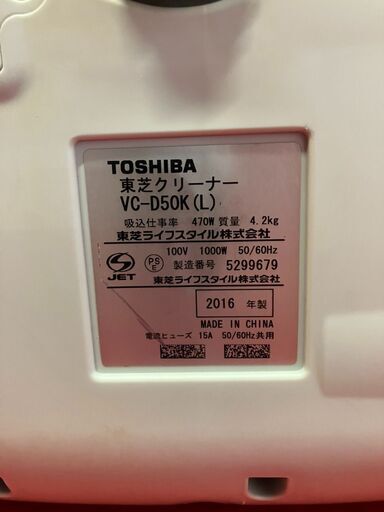 TOSHIBA
東芝クリーナー
VC-D50K(L)
吸込仕事率 470W 質量 4.2kg
東芝ライフスタイル株式会社
100V 1000W 50/60Hz
S JET
PS E
製造番号 5299679
東芝ライフスタイル株式会社
2016 年製
MADE IN CHINA
電流ヒューズ 15A 50/60Hz共用